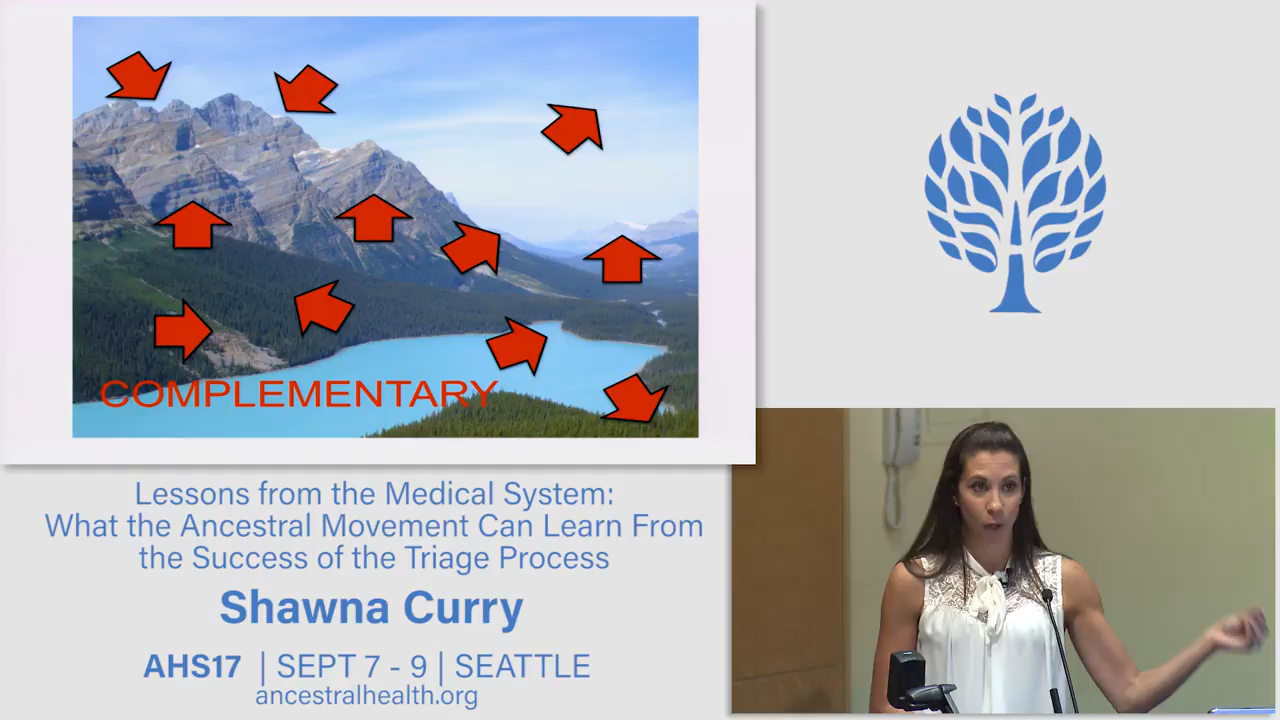 COMPLEMENTARY
Lessons from the Medical System:
What the Ancestral Movement Can Learn From
the Success of the Triage Process
Shawna Curry
AHS17 | SEPT 7 - 9 | SEATTLE
ancestralhealth.org